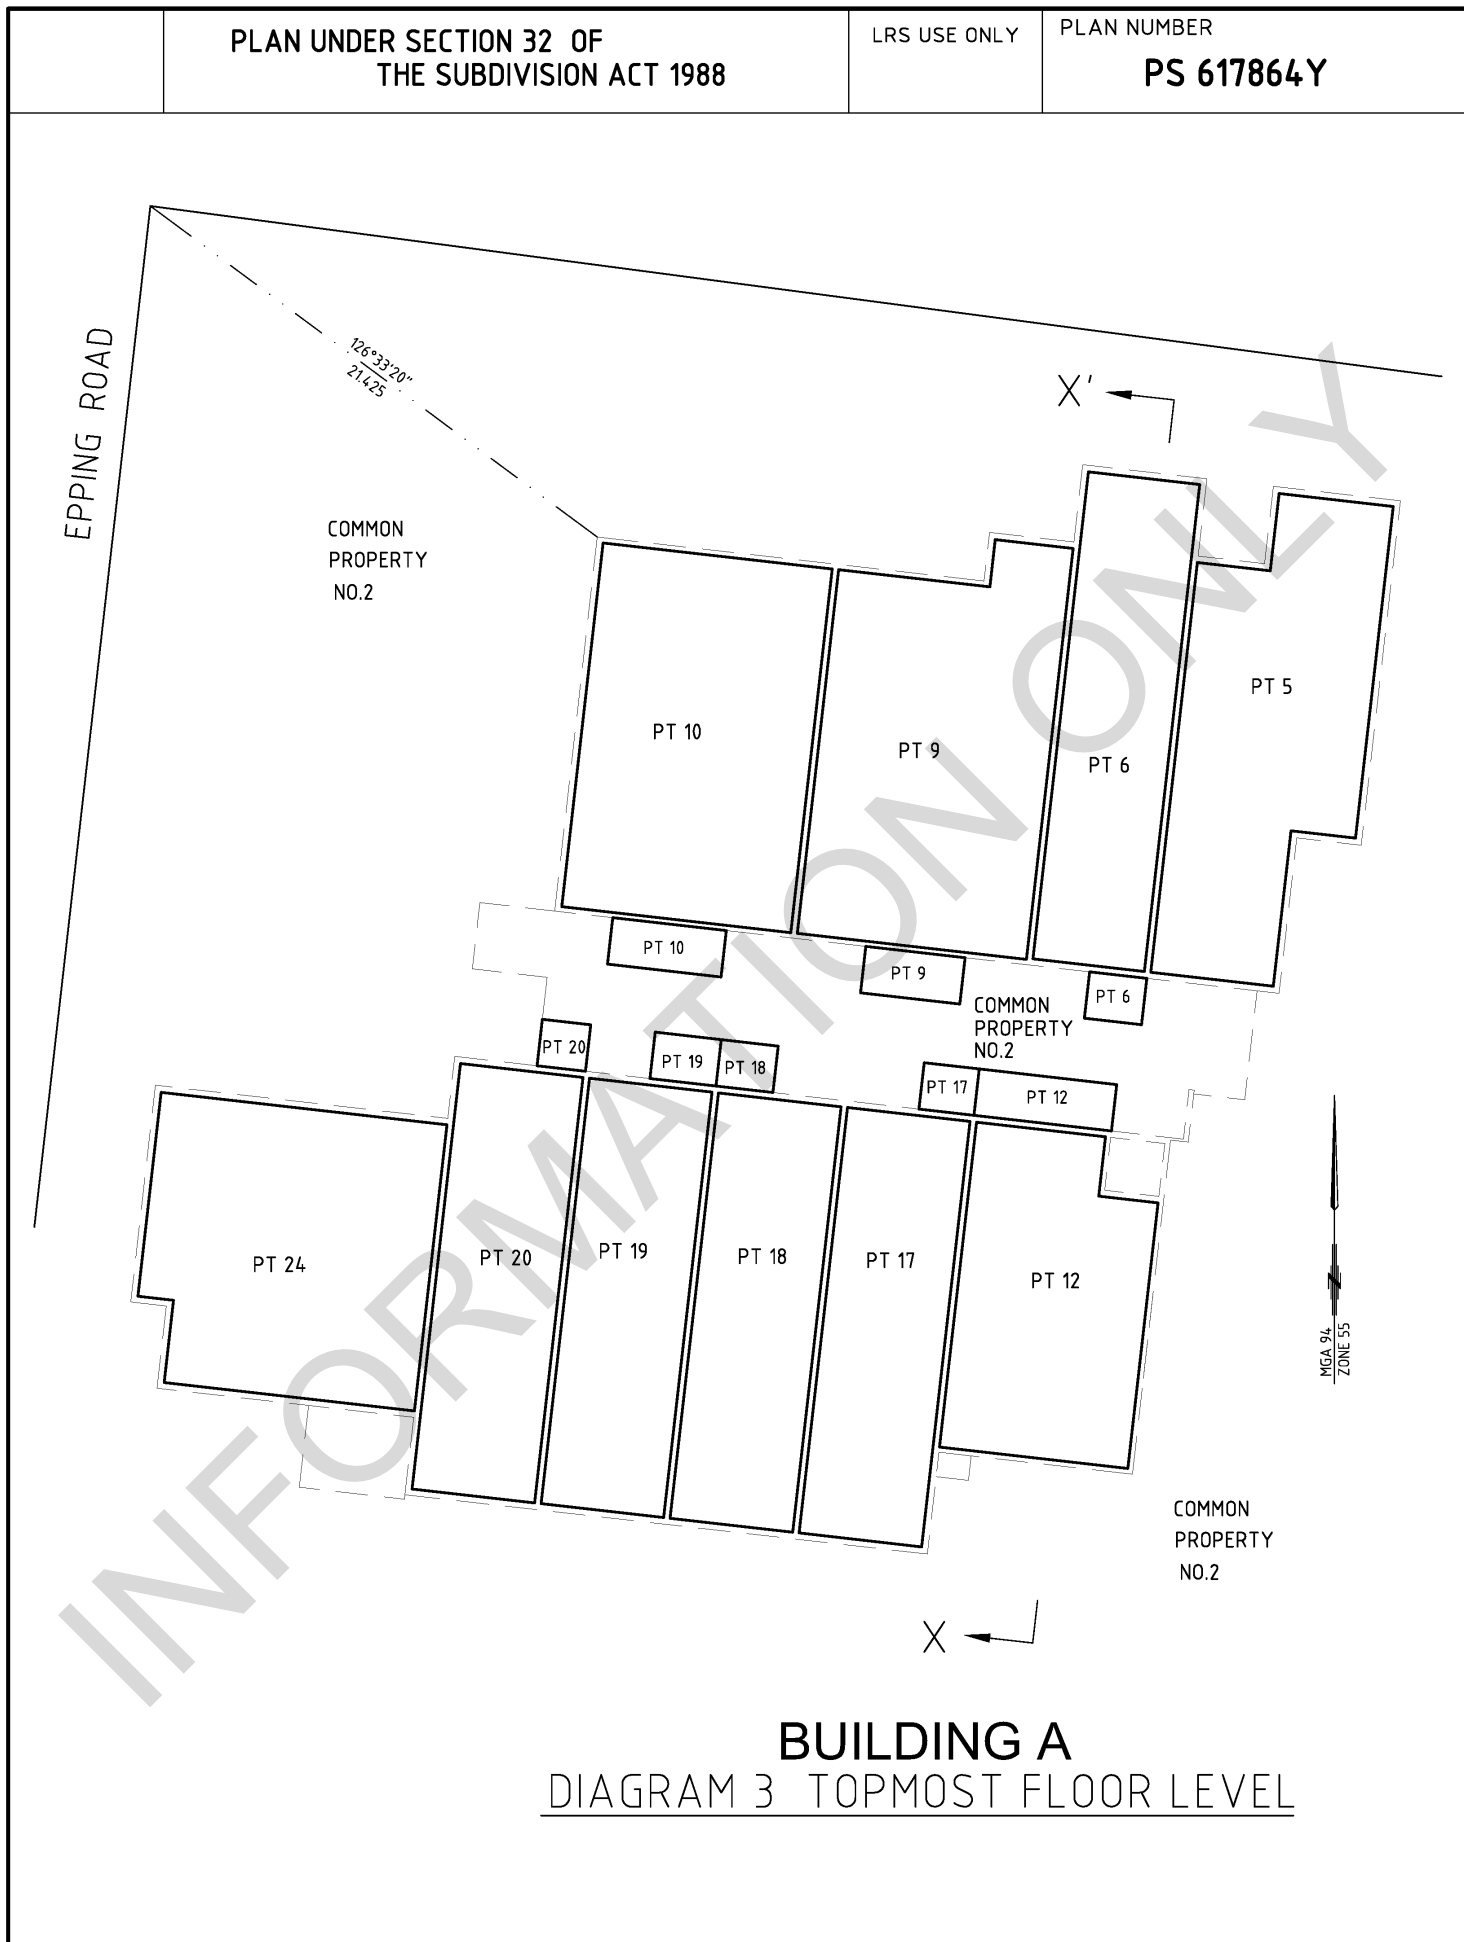 PLAN UNDER SECTION 32 OF
THE SUBDIVISION ACT 1988
LRS USE ONLY
PLAN NUMBER
PS 617864Y
EPPING ROAD
126°33'20"
21.425
X'
COMMON
PROPERTY
NO.2
PT 10
PT 9
PT 6
PT 5
PT 10
PT 9
PT 6
COMMON
PROPERTY
NO.2
PT 20
PT 19
PT 18
PT 17
PT 12
PT 24
PT 20
PT 19
PT 18
PT 17
PT 12
N
MGA 94
ZONE 55
COMMON
PROPERTY
NO.2
X
INFORMATION ONLY
BUILDING A
DIAGRAM 3 TOPMOST FLOOR LEVEL